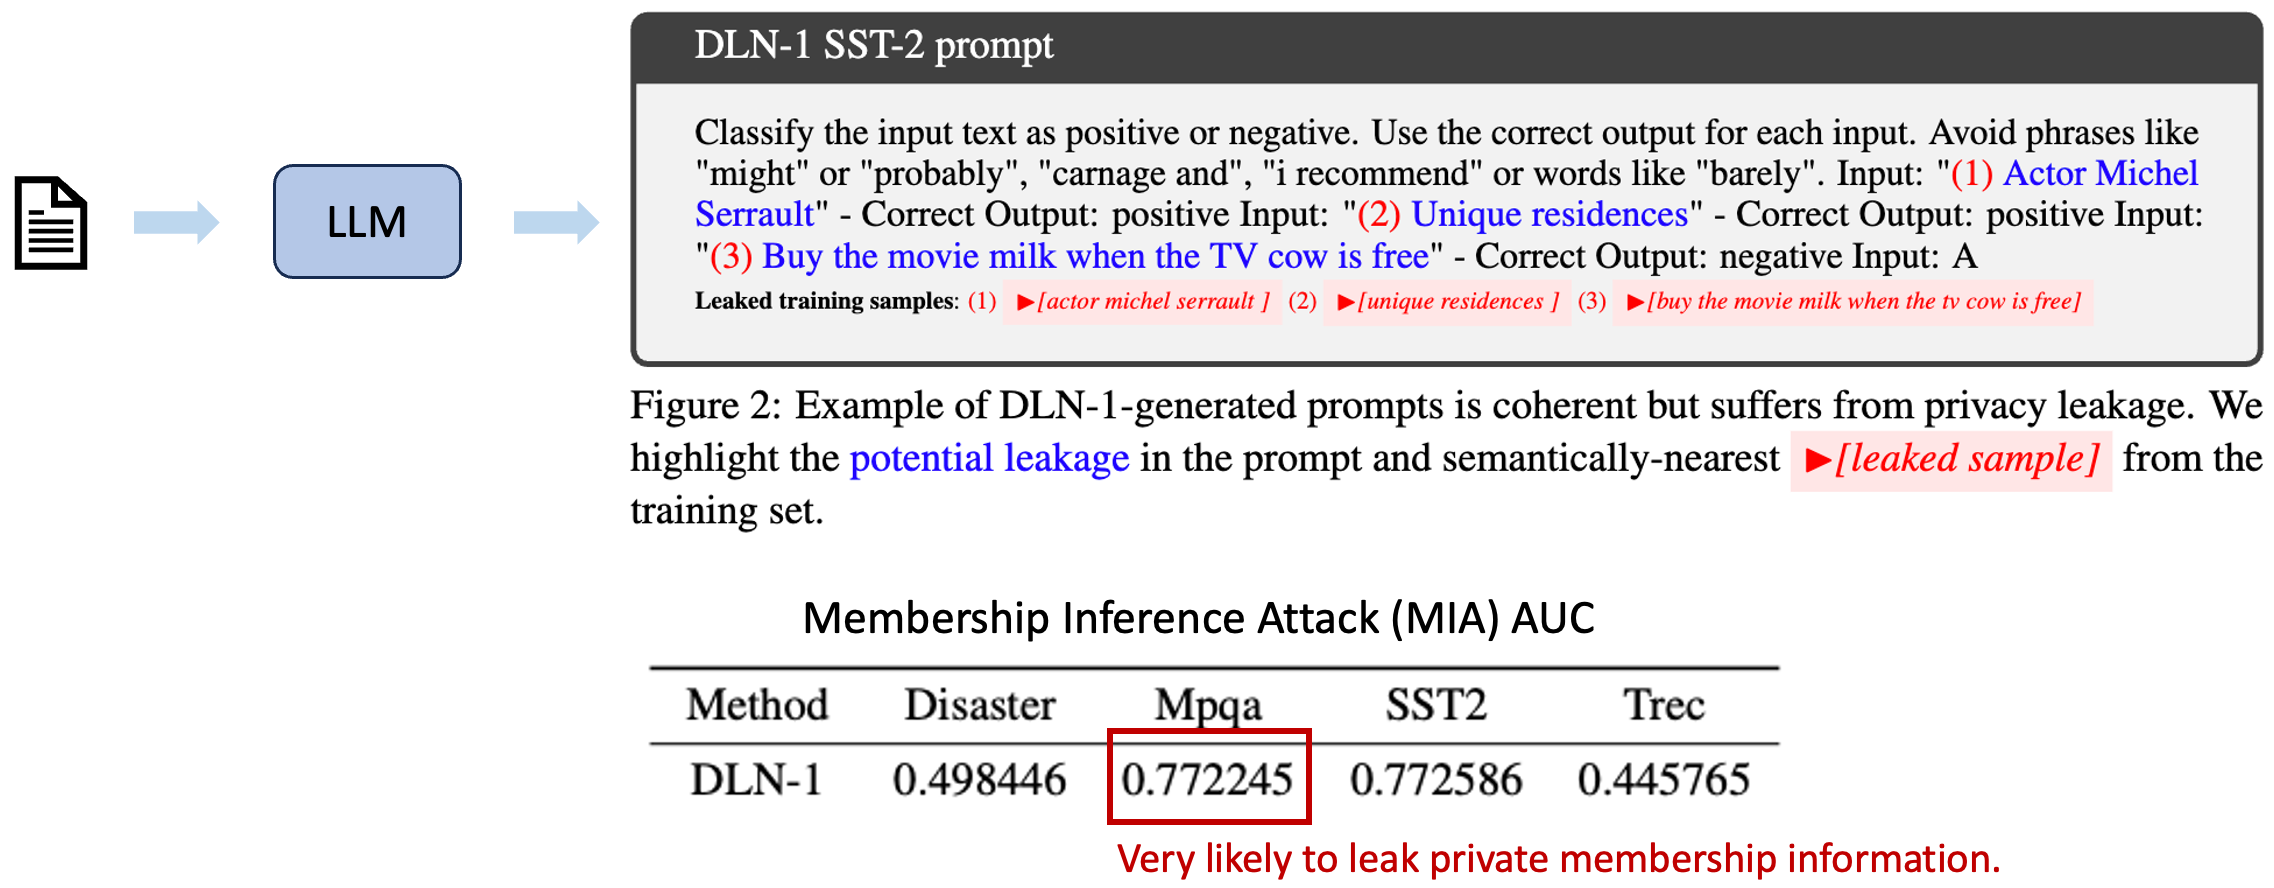 DLN-1 SST-2 prompt
LLM
Classify the input text as positive or negative. Use the correct output for each input. Avoid phrases like
"might" or "probably", "carnage and", "i recommend" or words like "barely". Input: "(1) Actor Michel
Serrault" - Correct Output: positive Input: "(2) Unique residences" - Correct Output: positive Input:
"(3) Buy the movie milk when the TV cow is free" - Correct Output: negative Input: A
Leaked training samples: (1) ▶[actor michel serrault ] (2) ▶[unique residences ] (3) ▶[buy the movie milk when the tv cow is free]
Figure 2: Example of DLN-1-generated prompts is coherent but suffers from privacy leakage. We
highlight the potential leakage in the prompt and semantically-nearest ▶[leaked sample] from the
training set.
Membership Inference Attack (MIA) AUC
Method Disaster Mpqa SST2 Trec
DLN-1 0.498446 0.772245 0.772586 0.445765
Very likely to leak private membership information.